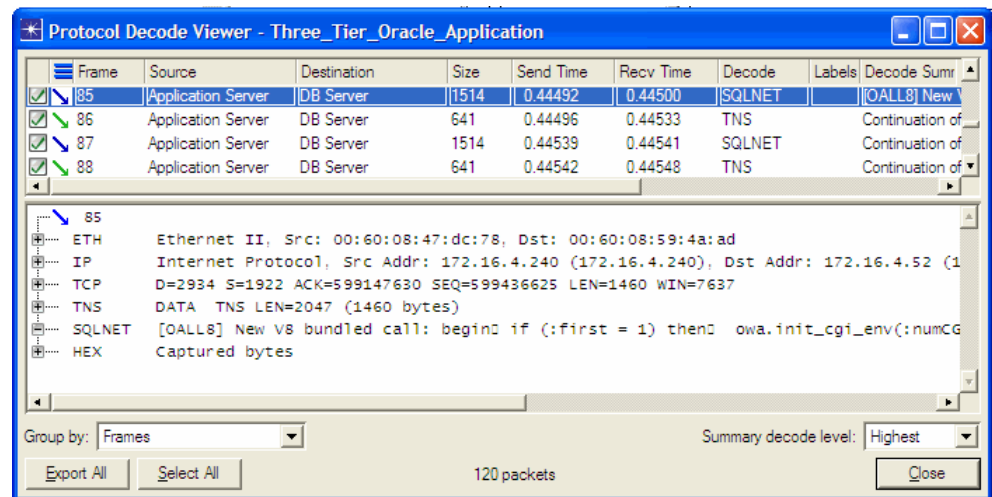 Protocol Decode Viewer - Three_Tier_Oracle_Application
Frame Source Destination Size Send Time Recv Time Decode Labels Decode Summ
85 Application Server DB Server 1514 0.44492 0.44500 SQLNET [OALL8] New V
86 Application Server DB Server 641 0.44496 0.44533 TNS Continuation of
87 Application Server DB Server 1514 0.44539 0.44541 SQLNET Continuation of
88 Application Server DB Server 641 0.44542 0.44548 TNS Continuation of
85
ETH Ethernet II, Src: 00:60:08:47:dc:78, Dst: 00:60:08:59:4a:ad
IP Internet Protocol, Src Addr: 172.16.4.240 (172.16.4.240), Dst Addr: 172.16.4.52 (1
TCP D=2934 S=1922 ACK=599147630 SEQ=599436625 LEN=1460 WIN=7637
TNS DATA TNS LEN=2047 (1460 bytes)
SQLNET [OALL8] New V8 bundled call: begin▯ if (:first = 1) then▯ owa.init_cgi_env(:numCG
HEX Captured bytes
Group by: Frames Summary decode level: Highest
Export All Select All 120 packets Close